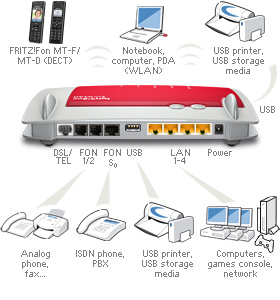 FRITZ!Fon MT-F/
MT-D (DECT)
Notebook,
computer, PDA
(WLAN)
USB printer,
USB storage
media
USB
DSL/
TEL
FON
1/2
FON
S0
USB
LAN
1-4
Power
Analog
phone,
fax...
ISDN phone,
PBX
USB printer,
USB storage
media
Computers,
games console,
network